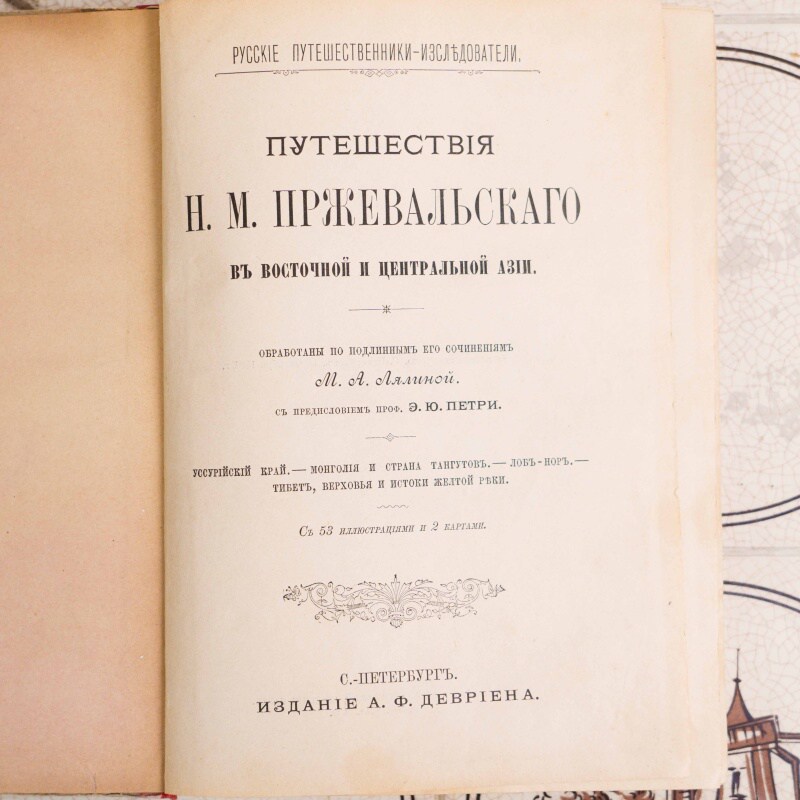 РУССКІЕ ПУТЕШЕСТВЕННИКИ-ИЗСЛѢДОВАТЕЛИ,
ПУТЕШЕСТВІЯ
Н. М. ПРЖЕВАЛЬСКАГО
ВЪ ВОСТОЧНОЙ И ЦЕНТРАЛЬНОЙ АЗІИ.
ОБРАБОТАНЫ ПО ПОДЛИННЫМЪ ЕГО СОЧИНЕНІЯМЪ
М. А. Лялиной.
СЪ ПРЕДИСЛОВІЕМЪ ПРОФ. Э. Ю. ПЕТРИ.
УССУРІЙСКІЙ КРАЙ.—МОНГОЛІЯ И СТРАНА ТАНГУТОВЪ.—ЛОБЪ-НОРЪ.—
ТИБЕТЪ, ВЕРХОВЬЯ И ИСТОКИ ЖЕЛТОЙ РѢКИ.
Съ 53 ИЛЛЮСТРАЦІЯМИ И 2 КАРТАМИ.
С.-ПЕТЕРБУРГЪ.
ИЗДАНІЕ А. Ф. ДЕВРІЕНА.